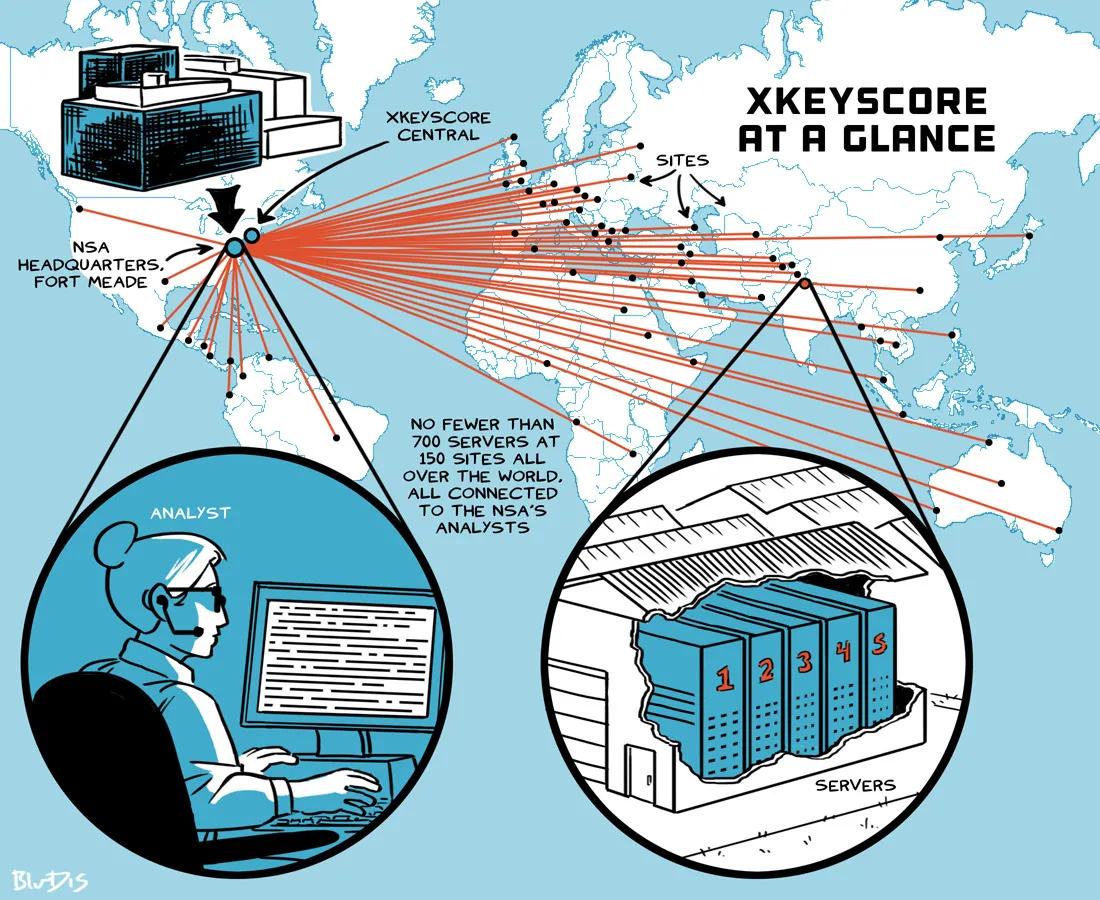 XKEYSCORE
AT A GLANCE
XKEYSCORE
CENTRAL
SITES
NSA
HEADQUARTERS,
FORT MEADE
NO FEWER THAN
700 SERVERS AT
150 SITES ALL
OVER THE WORLD,
ALL CONNECTED
TO THE NSA'S
ANALYSTS
ANALYST
1
2
3
4
5
SERVERS
BluDis